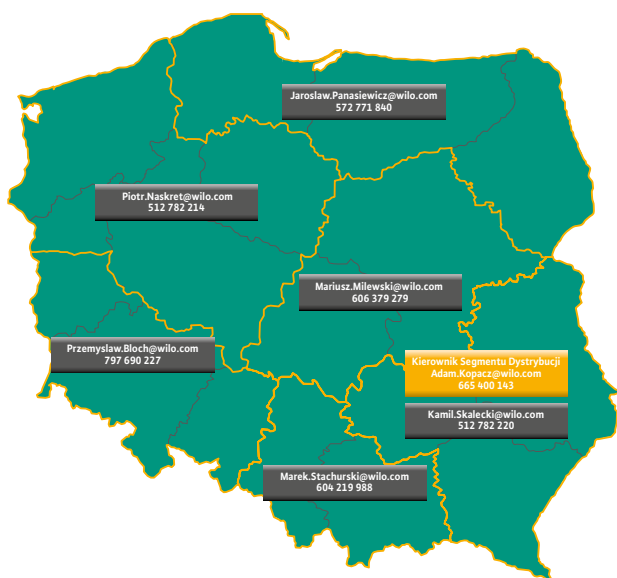 Jaroslaw.Panasiewicz@wilo.com
572 771 840
Piotr.Naskret@wilo.com
512 782 214
Mariusz.Milewski@wilo.com
606 379 279
Przemyslaw.Bloch@wilo.com
797 690 227
Kierownik Segmentu Dystrybucji
Adam.Kopacz@wilo.com
665 400 143
Kamil.Skalecki@wilo.com
512 782 220
Marek.Stachurski@wilo.com
604 219 988